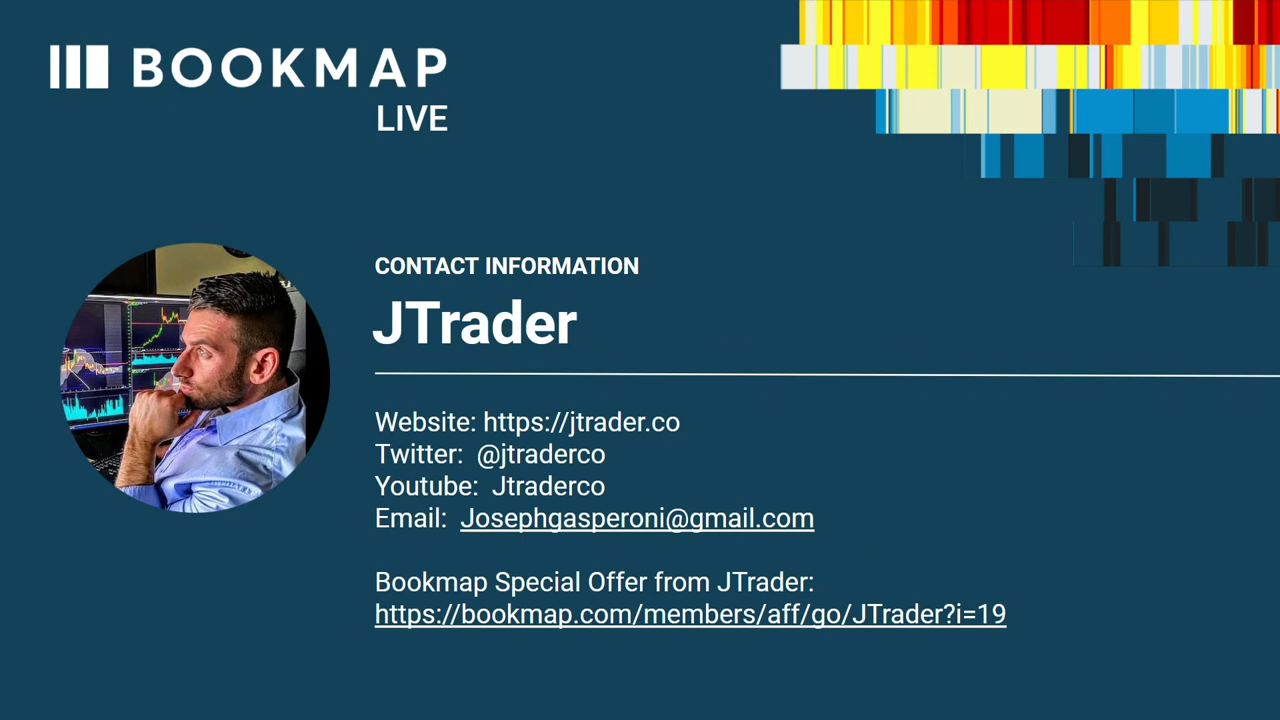 BOOKMAP
LIVE
CONTACT INFORMATION
JTrader
Website: https://jtrader.co
Twitter: @jtraderco
Youtube: Jtraderco
Email: Josephgasperoni@gmail.com
Bookmap Special Offer from JTrader:
https://bookmap.com/members/aff/go/JTrader?i=19